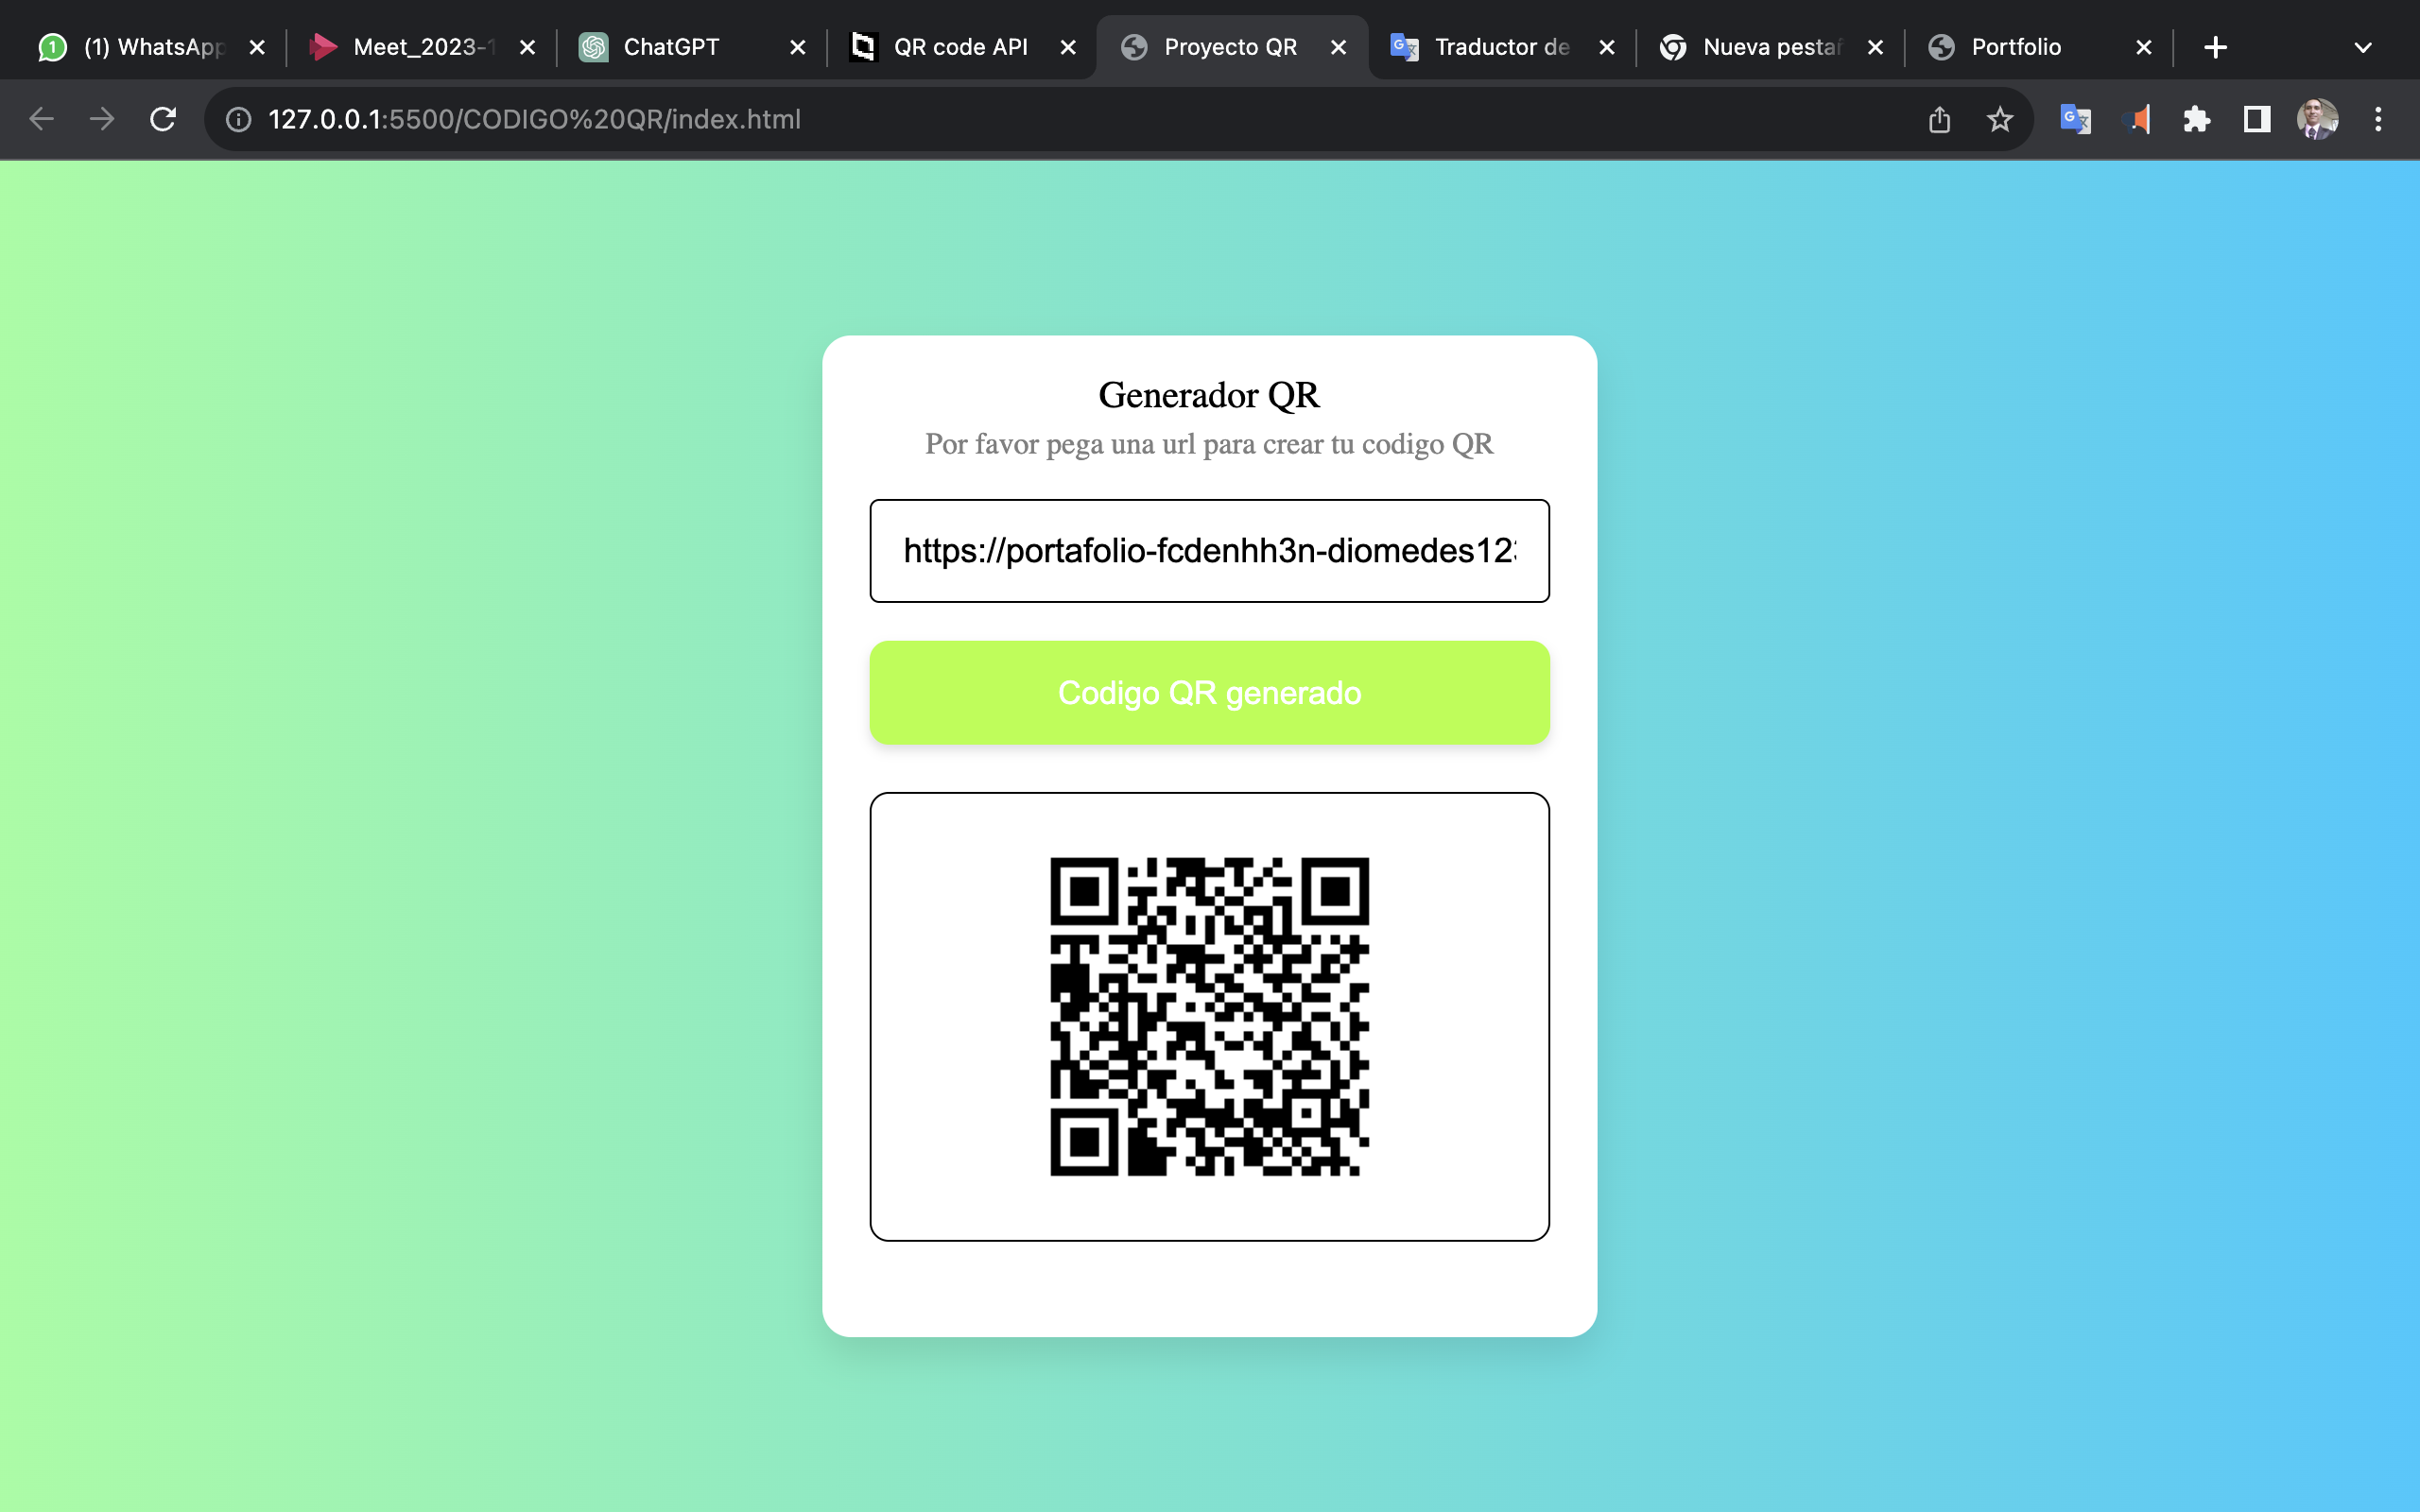 (1) WhatsApp
Meet_2023-1
ChatGPT
QR code API
Proyecto QR
Traductor de
Nueva pestañ
Portfolio
127.0.0.1:5500/CODIGO%20QR/index.html
Generador QR
Por favor pega una url para crear tu codigo QR
https://portafolio-fcdenhh3n-diomedes123
Codigo QR generado